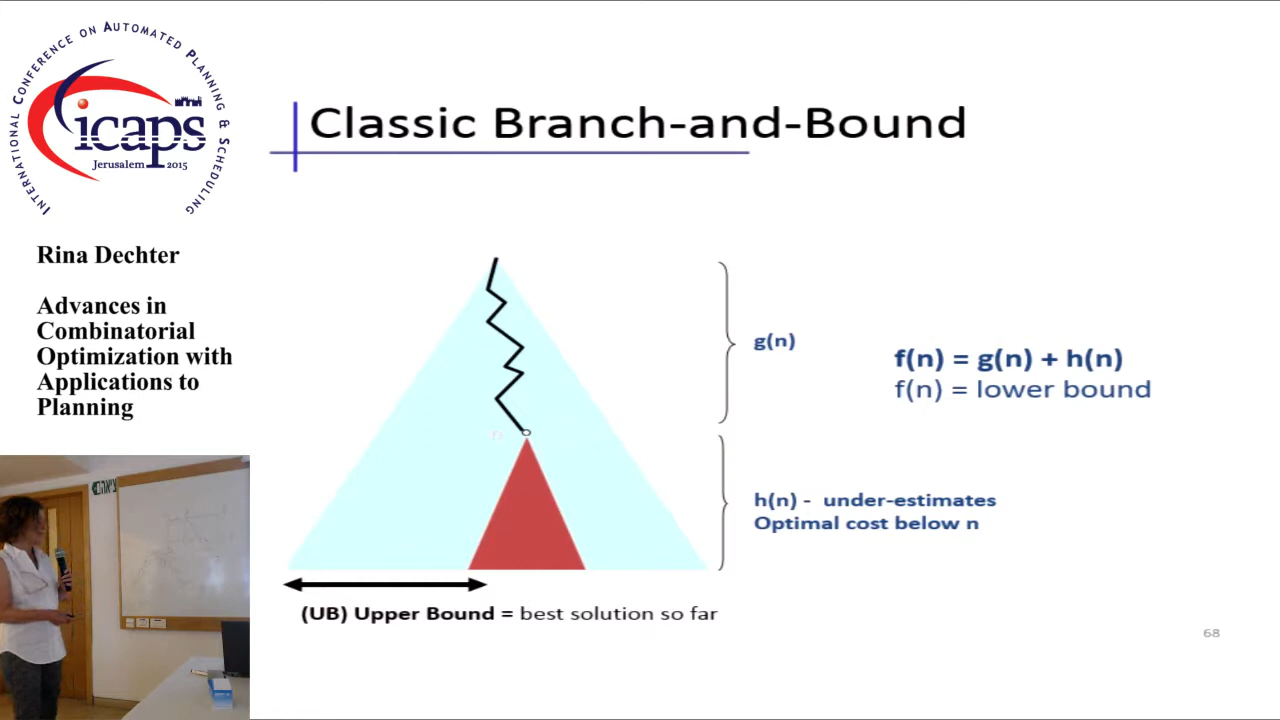 INTERNATIONAL CONFERENCE ON AUTOMATED PLANNING & SCHEDULING
icaps
Jerusalem 2015
Rina Dechter
Advances in
Combinatorial
Optimization with
Applications to
Planning
Classic Branch-and-Bound
g(n)
f(n) = g(n) + h(n)
f(n) = lower bound
n
h(n) - under-estimates
Optimal cost below n
(UB) Upper Bound = best solution so far
68